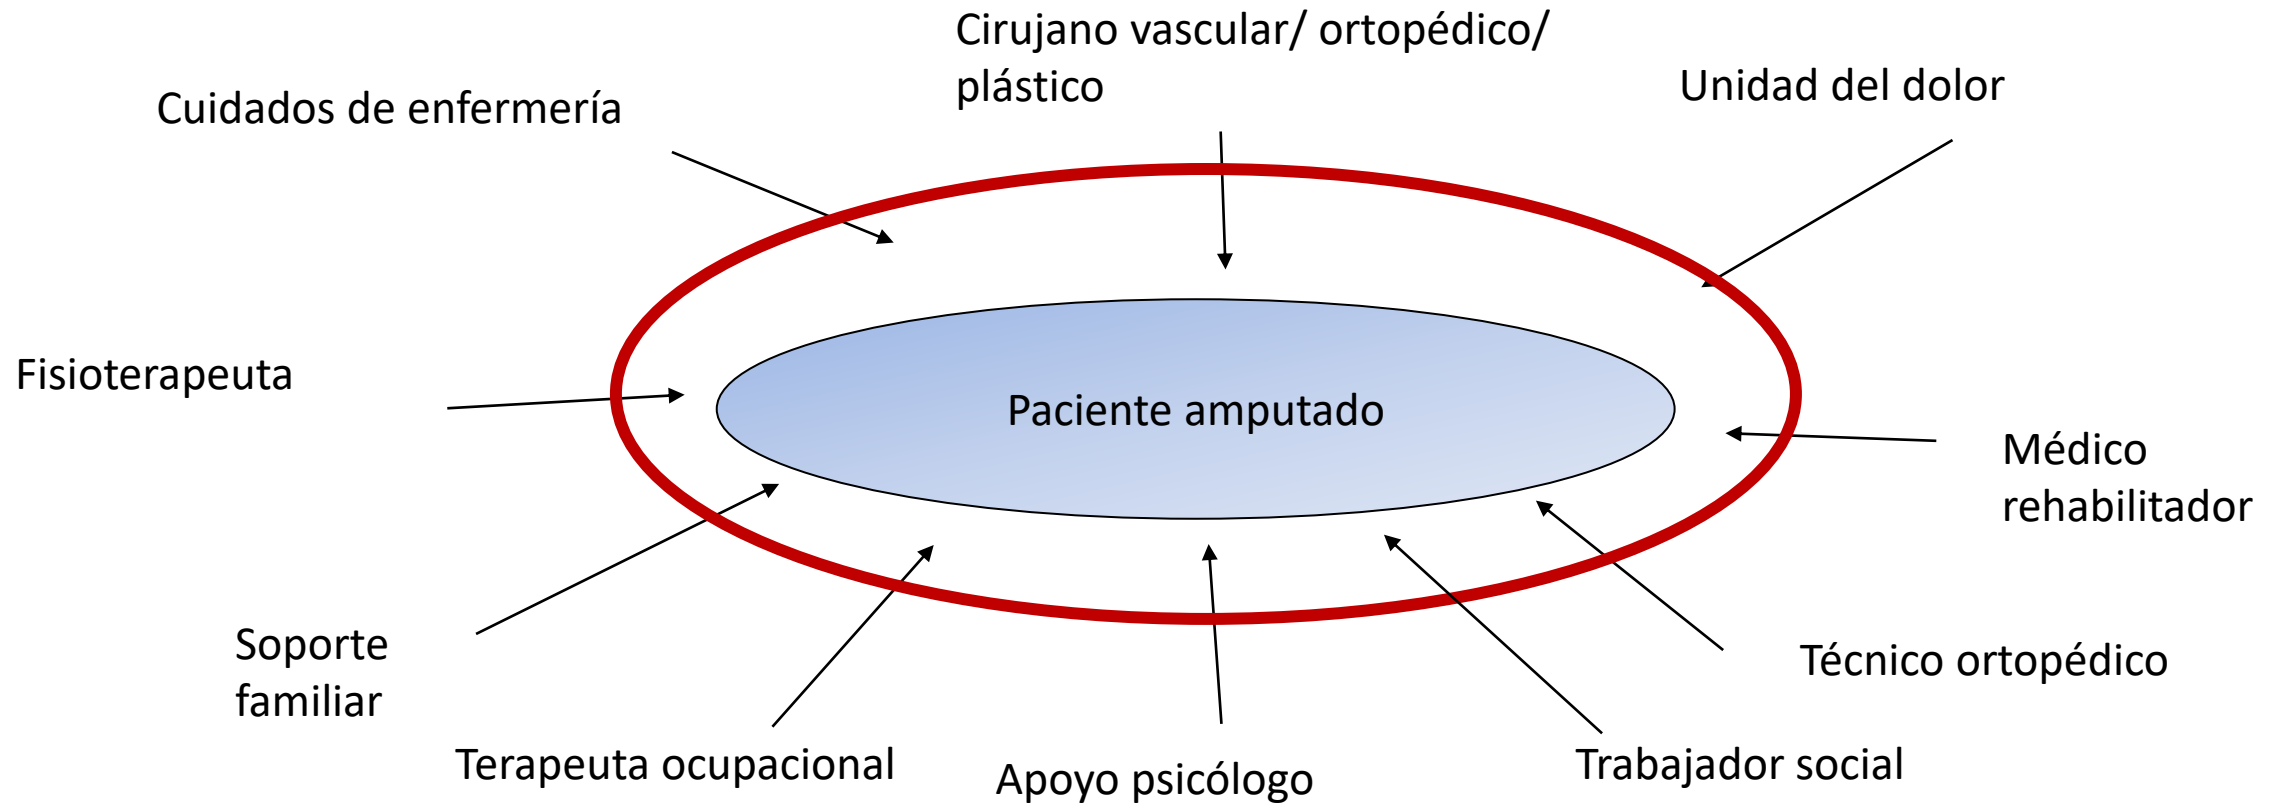 Cirujano vascular/ ortopédico/
plástico
Unidad del dolor
Cuidados de enfermería
Fisioterapeuta
Paciente amputado
Médico
rehabilitador
Soporte
familiar
Técnico ortopédico
Terapeuta ocupacional
Apoyo psicólogo
Trabajador social